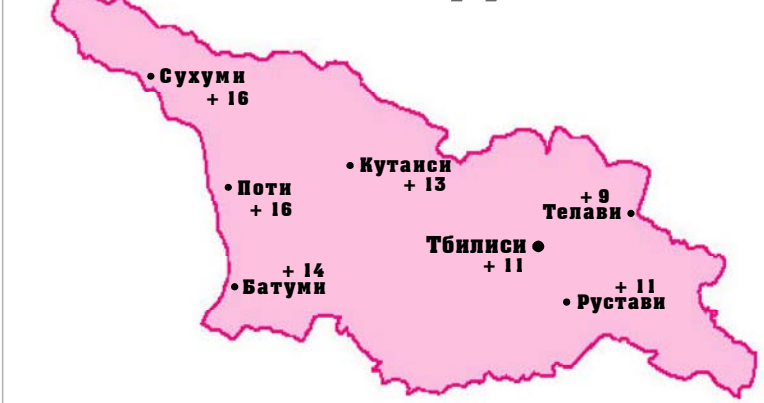 Сухуми
+ 16
Кутаиси
+ 13
Поти
+ 16
+ 9
Телави
Тбилиси
+ 11
+ 14
Батуми
+ 11
Рустави